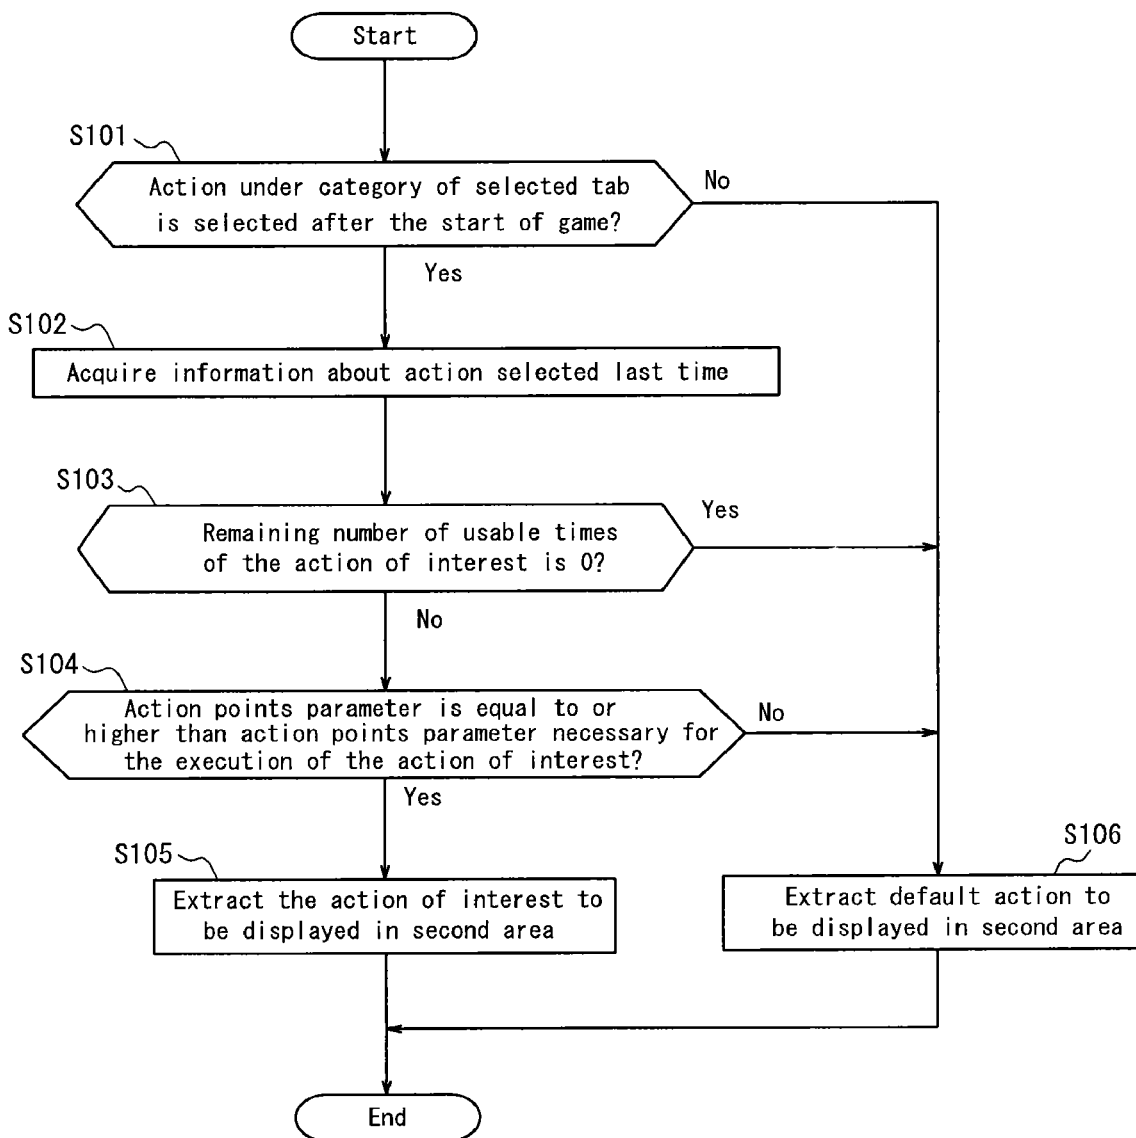 Start
S101
Action under category of selected tab
is selected after the start of game?
No
Yes
S102
Acquire information about action selected last time
S103
Remaining number of usable times
of the action of interest is 0?
Yes
No
S104
Action points parameter is equal to or
higher than action points parameter necessary for
the execution of the action of interest?
No
Yes
S105
Extract the action of interest to
be displayed in second area
S106
Extract default action to
be displayed in second area
End